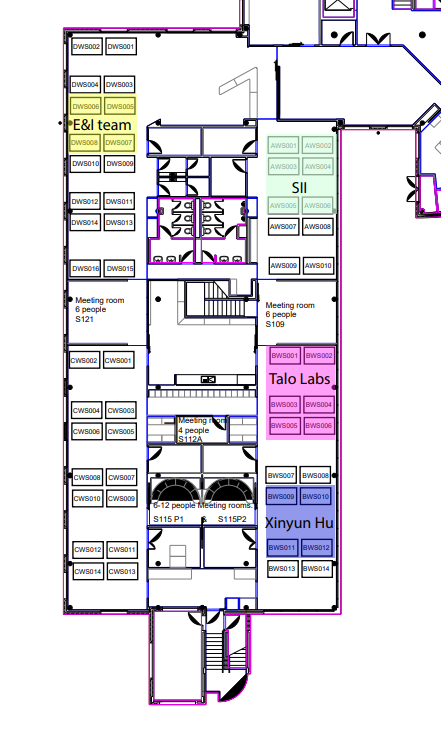 DWS002 DWS001
DWS004 DWS003
DWS006 DWS005
E&I team
DWS008 DWS007
DWS010 DWS009
DWS012 DWS011
DWS014 DWS013
DWS016 DWS015
Meeting room
6 people
S121
CWS002 CWS001
CWS004 CWS003
CWS006 CWS005
CWS008 CWS007
CWS010 CWS009
CWS012 CWS011
CWS014 CWS013
Meeting room
4 people
S112A
6-12 people Meeting rooms:
S115 P1 & S115P2
AWS001 AWS002
AWS003 AWS004
SII
AWS005 AWS006
AWS007 AWS008
AWS009 AWS010
Meeting room
6 people
S109
BWS001 BWS002
Talo Labs
BWS003 BWS004
BWS005 BWS006
BWS007 BWS008
BWS009 BWS010
Xinyun Hu
BWS011 BWS012
BWS013 BWS014